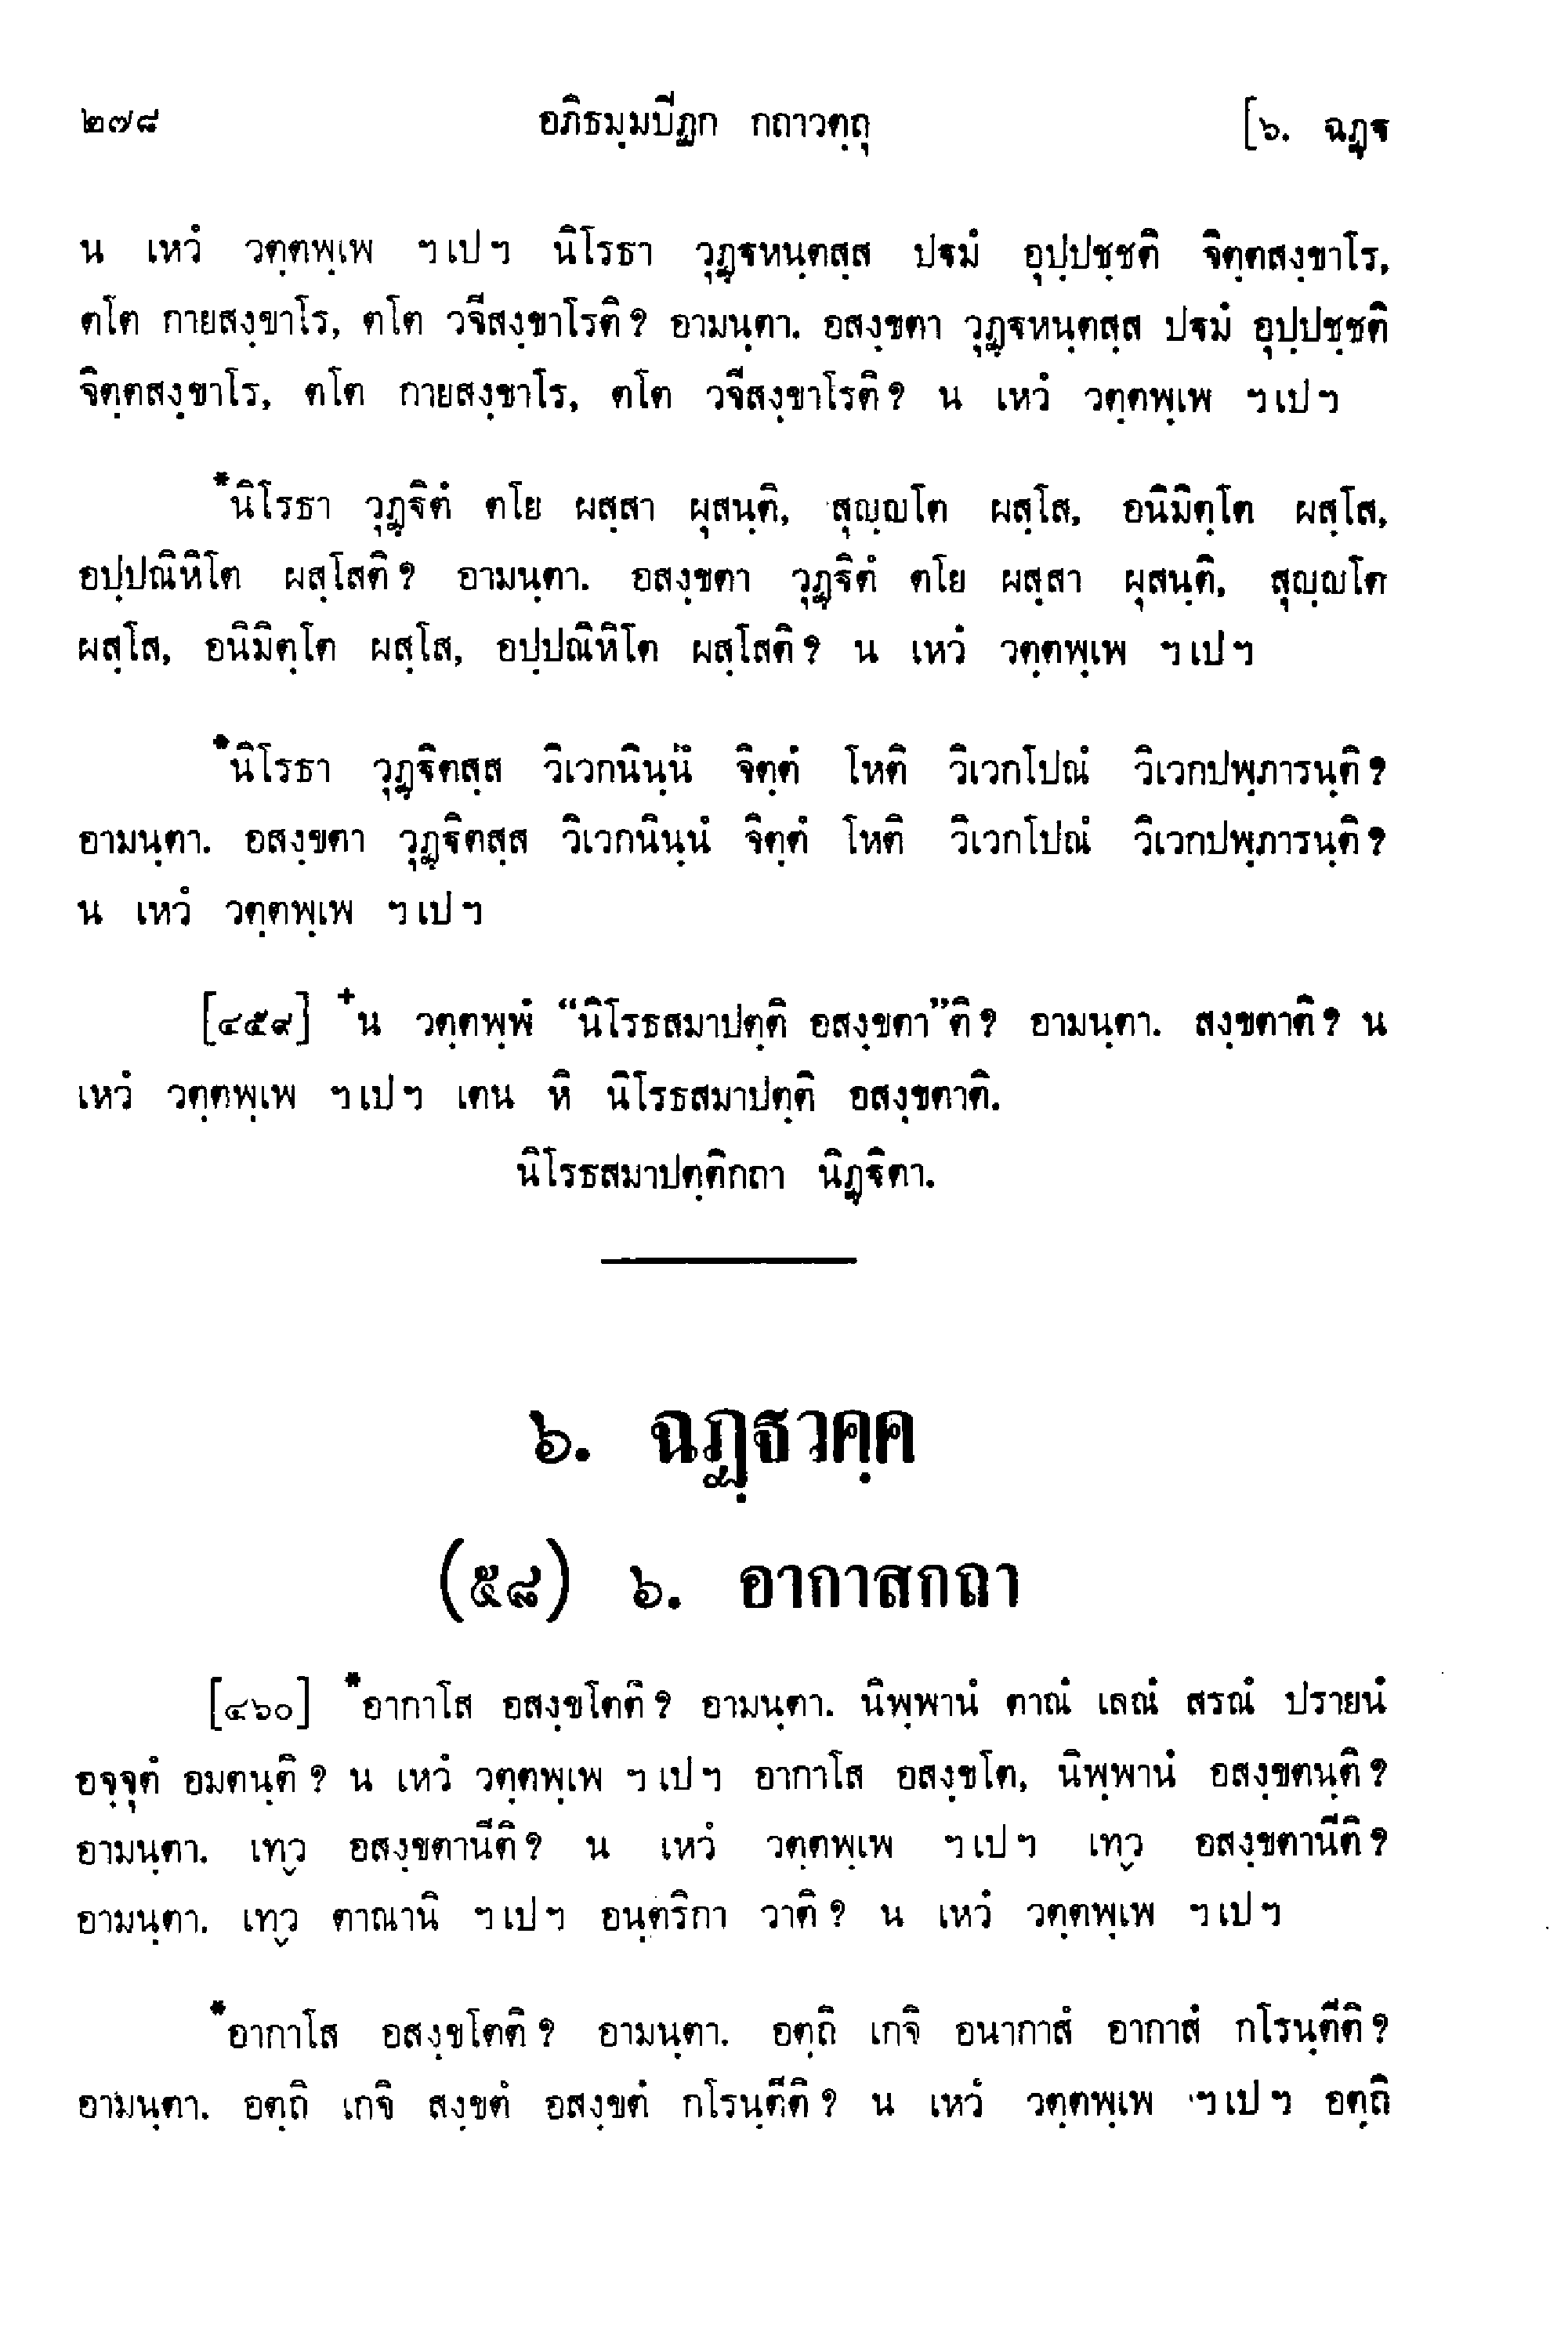 ๒๗๘ อภิธมฺมปิฏก กถาวตฺถุ [๖. ฉฏฺฐ
น เหวํ วตฺตพฺเพ ฯเปฯ นิโรธา วุฏฺฐหนฺตสฺส ปฐมํ อุปฺปชฺชติ จิตฺตสงฺขาโร,
ตโต กายสงฺขาโร, ตโต วจีสงฺขาโรติ? อามนฺตา. อสงฺขตา วุฏฺฐหนฺตสฺส ปฐมํ อุปฺปชฺชติ
จิตฺตสงฺขาโร, ตโต กายสงฺขาโร, ตโต วจีสงฺขาโรติ? น เหวํ วตฺตพฺเพ ฯเปฯ
*นิโรธา วุฏฺฐิตํ ตโย ผสฺสา ผุสนฺติ, สุญฺญโต ผสฺโส, อนิมิตฺโต ผสฺโส,
อปฺปณิหิโต ผสฺโสติ? อามนฺตา. อสงฺขตา วุฏฺฐิตํ ตโย ผสฺสา ผุสนฺติ, สุญฺญโต
ผสฺโส, อนิมิตฺโต ผสฺโส, อปฺปณิหิโต ผสฺโสติ? น เหวํ วตฺตพฺเพ ฯเปฯ
*นิโรธา วุฏฺฐิตสฺส วิเวกนินฺนํ จิตฺตํ โหติ วิเวกโปณํ วิเวกปพฺภารนฺติ?
อามนฺตา. อสงฺขตา วุฏฺฐิตสฺส วิเวกนินฺนํ จิตฺตํ โหติ วิเวกโปณํ วิเวกปพฺภารนฺติ?
น เหวํ วตฺตพฺเพ ฯเปฯ
[๔๕๙] +น วตฺตพฺพํ “นิโรธสมาปตฺติ อสงฺขตา”ติ? อามนฺตา. สงฺขตาติ? น
เหวํ วตฺตพฺเพ ฯเปฯ เตน หิ นิโรธสมาปตฺติ อสงฺขตาติ.
นิโรธสมาปตฺติกถา นิฏฺฐิตา.
๖. ฉฏฺฐวคฺค
(๕๘) ๖. อากาสกถา
[๔๖๐] *อากาโส อสงฺขโตติ? อามนฺตา. นิพฺพานํ ตาณํ เลณํ สรณํ ปรายนํ
อจฺจุตํ อมตนฺติ? น เหวํ วตฺตพฺเพ ฯเปฯ อากาโส อสงฺขโต, นิพฺพานํ อสงฺขตนฺติ?
อามนฺตา. เทฺว อสงฺขตานีติ? น เหวํ วตฺตพฺเพ ฯเปฯ เทฺว อสงฺขตานีติ?
อามนฺตา. เทฺว ตาณานิ ฯเปฯ อนฺตริกา วาติ? น เหวํ วตฺตพฺเพ ฯเปฯ
*อากาโส อสงฺขโตติ? อามนฺตา. อตฺถิ เกจิ อนากาสํ อากาสํ กโรนฺตีติ?
อามนฺตา. อตฺถิ เกจิ สงฺขตํ อสงฺขตํ กโรนฺตีติ? น เหวํ วตฺตพฺเพ ฯเปฯ อตฺถิ